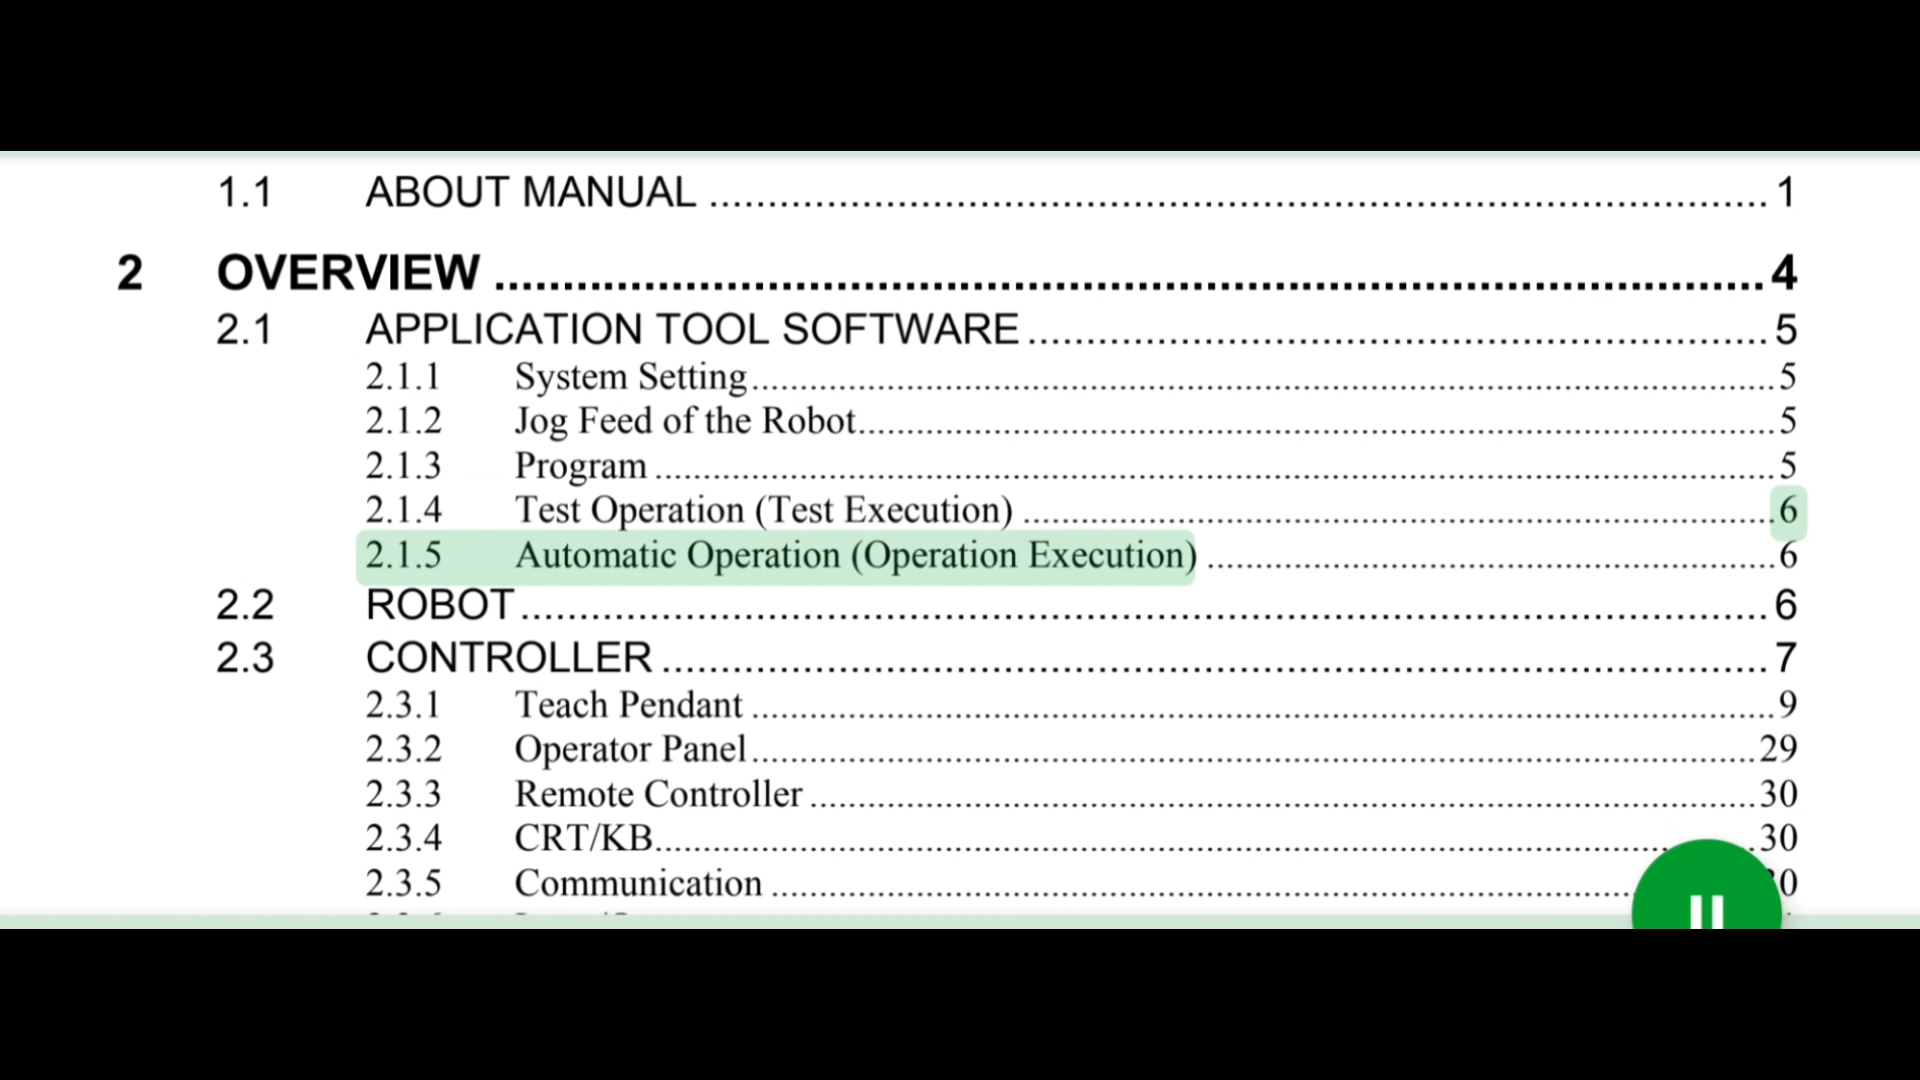 1.1 ABOUT MANUAL ........................................ 1
2 OVERVIEW ........................................ 4
2.1 APPLICATION TOOL SOFTWARE ........................................ 5
2.1.1 System Setting ........................................ 5
2.1.2 Jog Feed of the Robot ........................................ 5
2.1.3 Program ........................................ 5
2.1.4 Test Operation (Test Execution) ........................................ 6
2.1.5 Automatic Operation (Operation Execution) ........................................ 6
2.2 ROBOT ........................................ 6
2.3 CONTROLLER ........................................ 7
2.3.1 Teach Pendant ........................................ 9
2.3.2 Operator Panel ........................................ 29
2.3.3 Remote Controller ........................................ 30
2.3.4 CRT/KB ........................................ 30
2.3.5 Communication ........................................